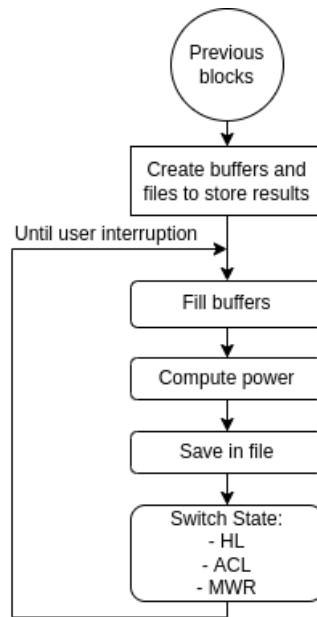 Previous
blocks
Create buffers and
files to store results
Until user interruption
Fill buffers
Compute power
Save in file
Switch State:
- HL
- ACL
- MWR